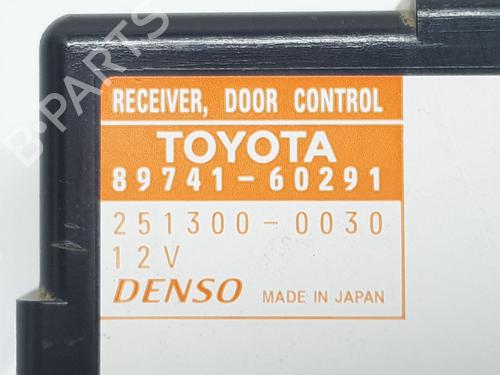 RECEIVER, DOOR CONTROL
TOYOTA
89741-60291
251300-0030
12V
DENSO MADE IN JAPAN
B-PARTS